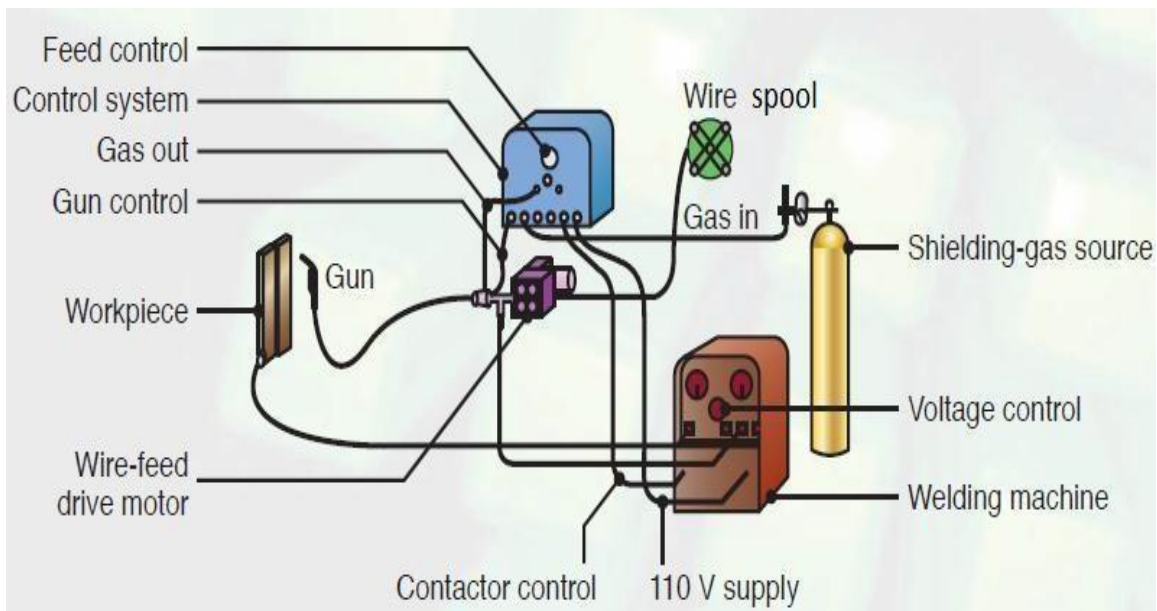 Feed control
Control system
Gas out
Gun control
Workpiece
Wire-feed
drive motor
Gun
Wire spool
Gas in
Shielding-gas source
Voltage control
Welding machine
Contactor control
110 V supply